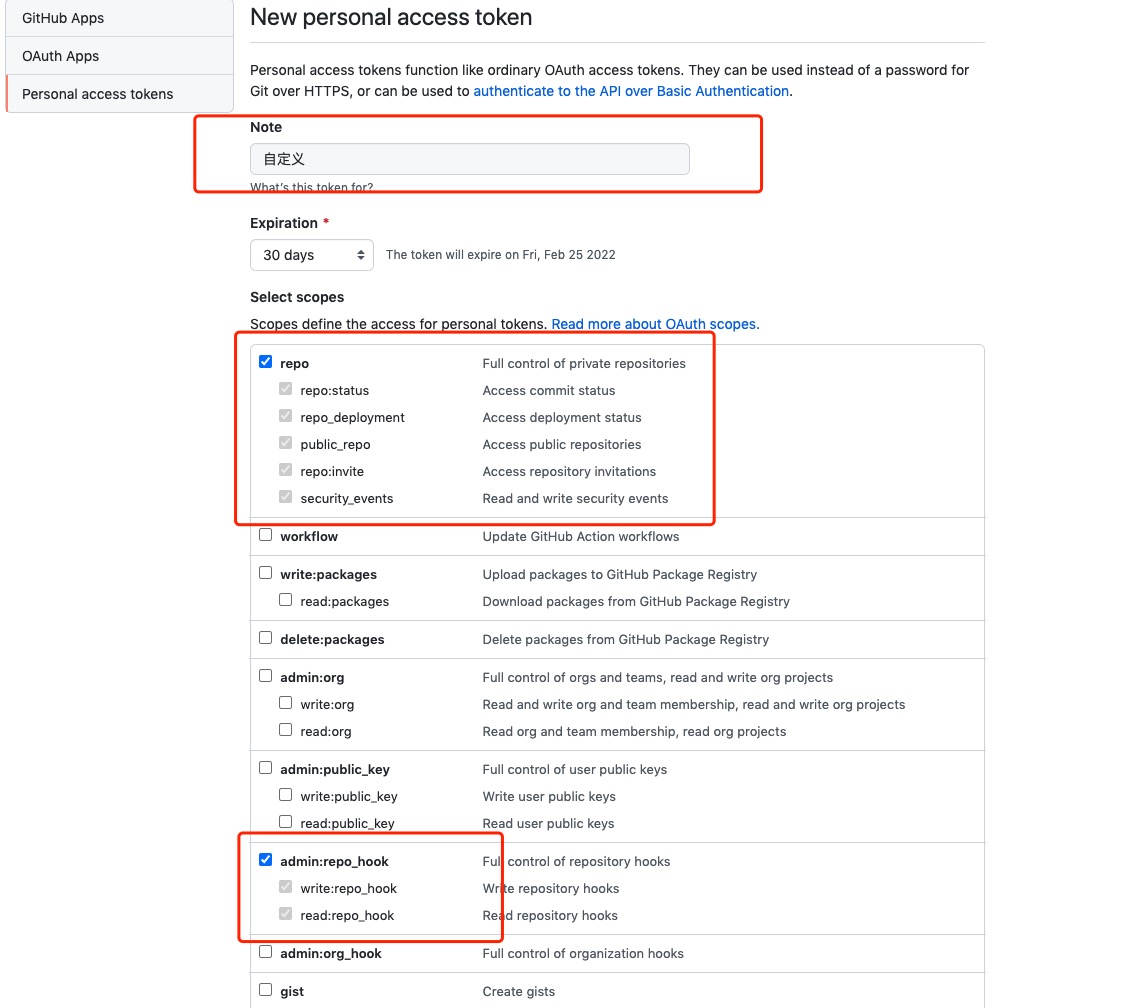 GitHub Apps
OAuth Apps
Personal access tokens
New personal access token
Personal access tokens function like ordinary OAuth access tokens. They can be used instead of a password for
Git over HTTPS, or can be used to authenticate to the API over Basic Authentication.
Note
自定义
What's this token for?
Expiration *
30 days The token will expire on Fri, Feb 25 2022
Select scopes
Scopes define the access for personal tokens. Read more about OAuth scopes.
repo Full control of private repositories
repo:status Access commit status
repo_deployment Access deployment status
public_repo Access public repositories
repo:invite Access repository invitations
security_events Read and write security events
workflow Update GitHub Action workflows
write:packages Upload packages to GitHub Package Registry
read:packages Download packages from GitHub Package Registry
delete:packages Delete packages from GitHub Package Registry
admin:org Full control of orgs and teams, read and write org projects
write:org Read and write org and team membership, read and write org projects
read:org Read org and team membership, read org projects
admin:public_key Full control of user public keys
write:public_key Write user public keys
read:public_key Read user public keys
admin:repo_hook Full control of repository hooks
write:repo_hook Write repository hooks
read:repo_hook Read repository hooks
admin:org_hook Full control of organization hooks
gist Create gists